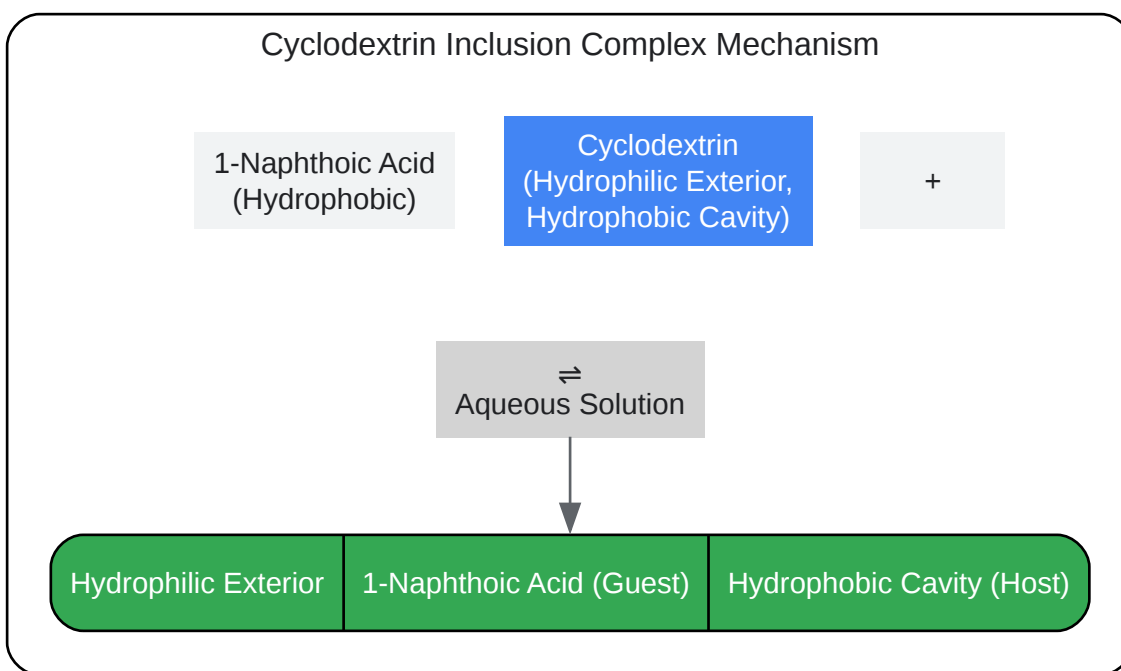 Cyclodextrin Inclusion Complex Mechanism
1-Naphthoic Acid
(Hydrophobic)
Cyclodextrin
(Hydrophilic Exterior,
Hydrophobic Cavity)
+
⇌
Aqueous Solution
Hydrophilic Exterior
1-Naphthoic Acid (Guest)
Hydrophobic Cavity (Host)